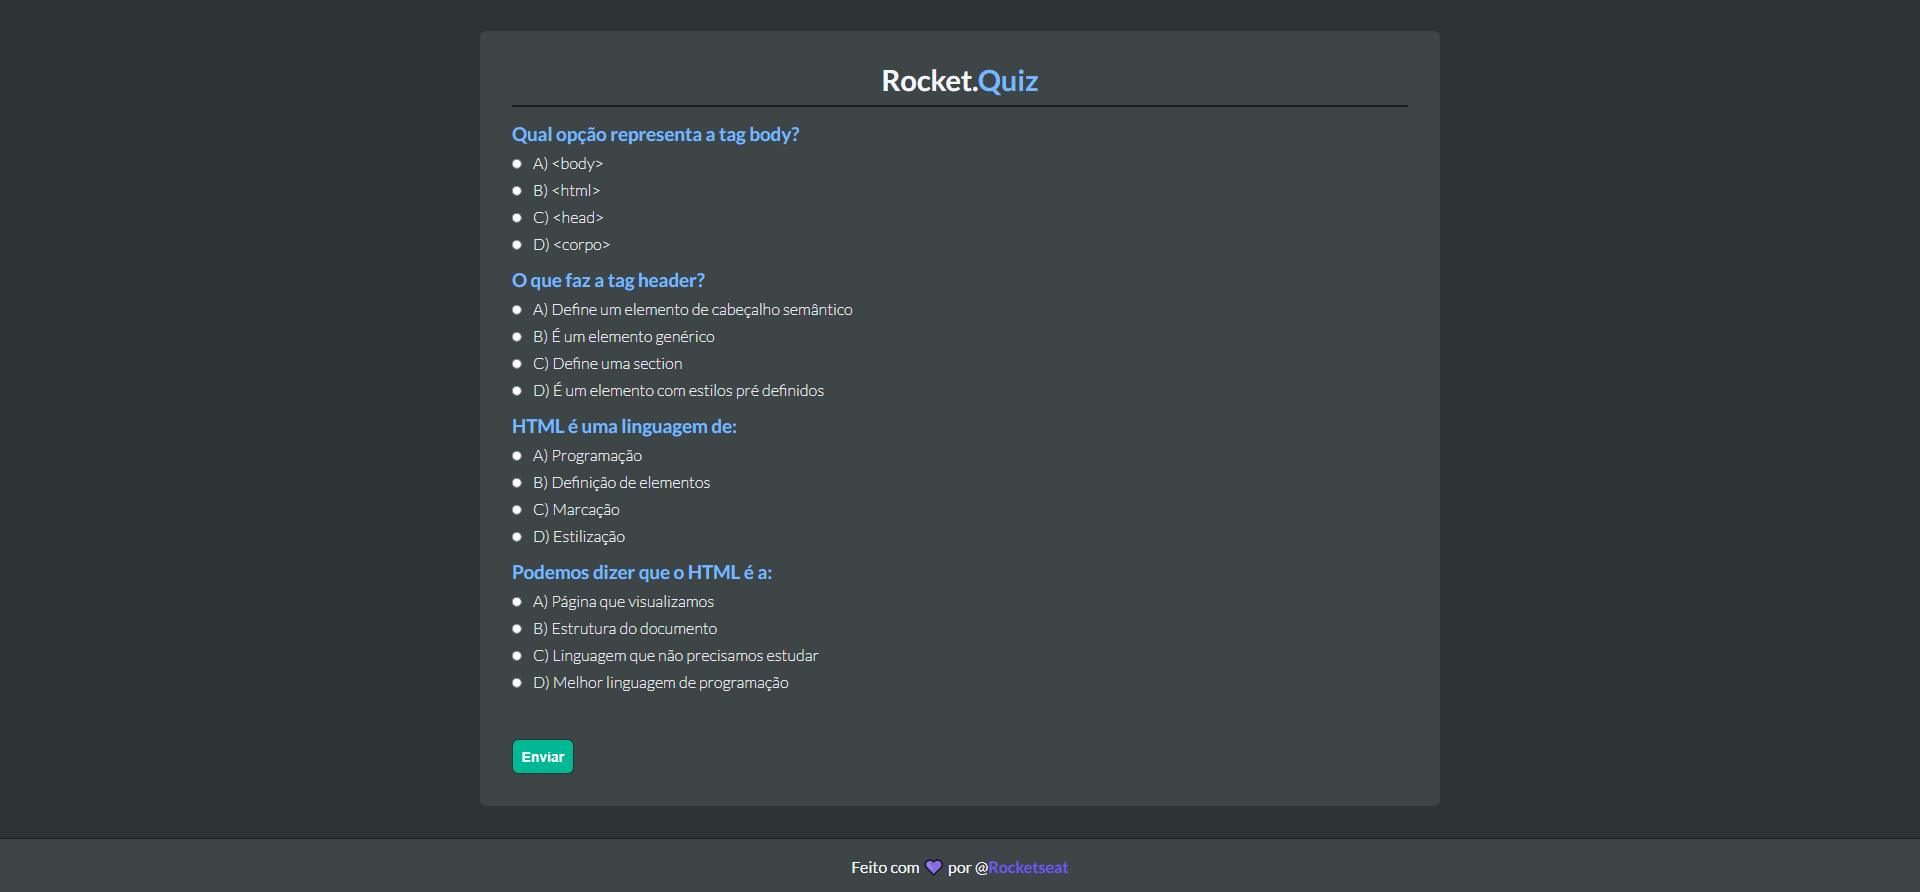 Rocket.Quiz
Qual opção representa a tag body?
A) <body>
B) <html>
C) <head>
D) <corpo>
O que faz a tag header?
A) Define um elemento de cabeçalho semântico
B) É um elemento genérico
C) Define uma section
D) É um elemento com estilos pré definidos
HTML é uma linguagem de:
A) Programação
B) Definição de elementos
C) Marcação
D) Estilização
Podemos dizer que o HTML é a:
A) Página que visualizamos
B) Estrutura do documento
C) Linguagem que não precisamos estudar
D) Melhor linguagem de programação
Enviar
Feito com 💜 por @Rocketseat